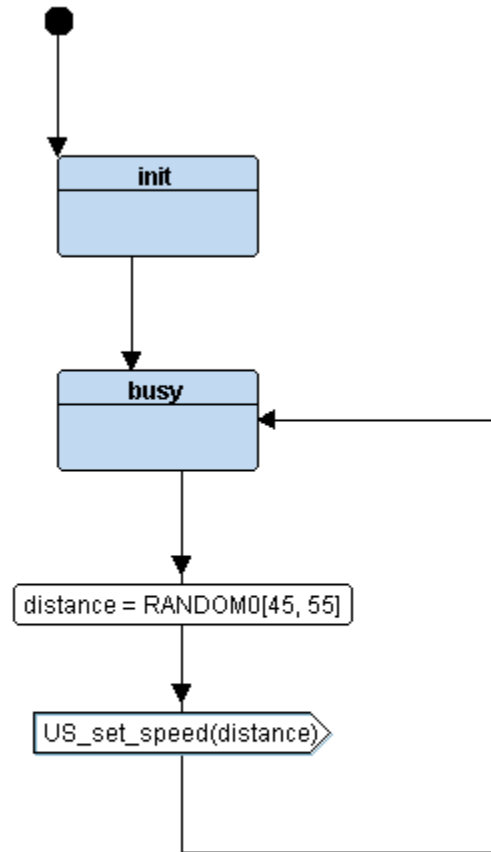 init
busy
distance = RANDOM0[45, 55]
US_set_speed(distance)